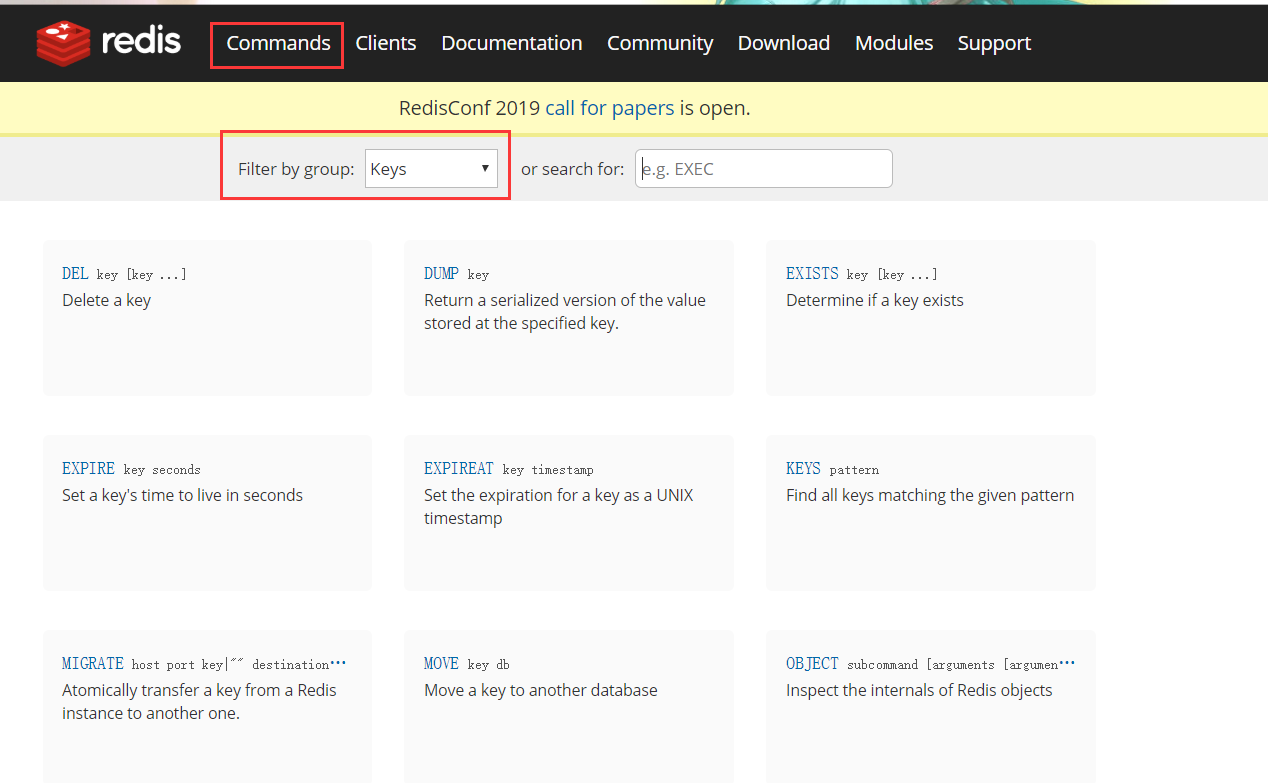 redis Commands Clients Documentation Community Download Modules Support
RedisConf 2019 call for papers is open.
Filter by group: Keys ▼ or search for: e.g. EXEC
DEL key [key ...]
Delete a key
DUMP key
Return a serialized version of the value
stored at the specified key.
EXISTS key [key ...]
Determine if a key exists
EXPIRE key seconds
Set a key's time to live in seconds
EXPIREAT key timestamp
Set the expiration for a key as a UNIX
timestamp
KEYS pattern
Find all keys matching the given pattern
MIGRATE host port key|"" destination...
Atomically transfer a key from a Redis
instance to another one.
MOVE key db
Move a key to another database
OBJECT subcommand [arguments [argumen...
Inspect the internals of Redis objects